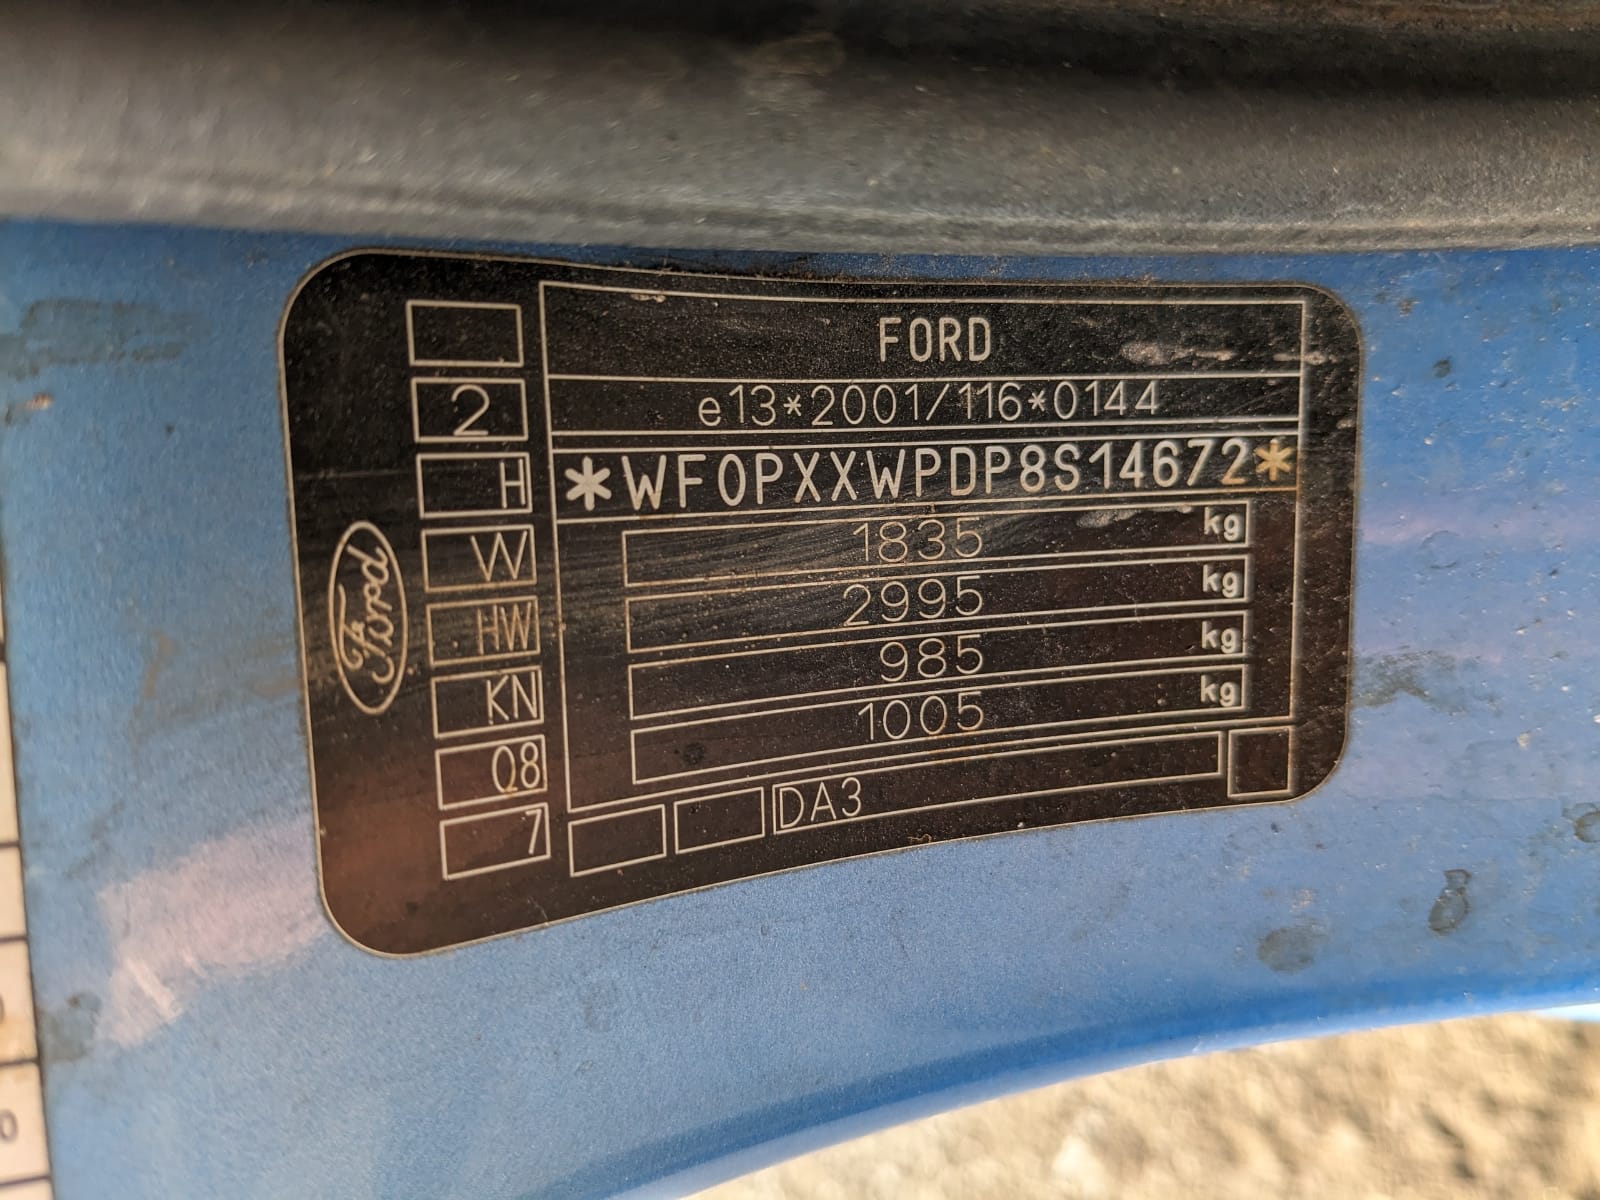 FORD
e13*2001/116*0144
*WF0PXXWPDP8S14672*
1835 kg
2995 kg
985 kg
1005 kg
DA3
2
H
W
HW
KN
Q8
7
Ford
0